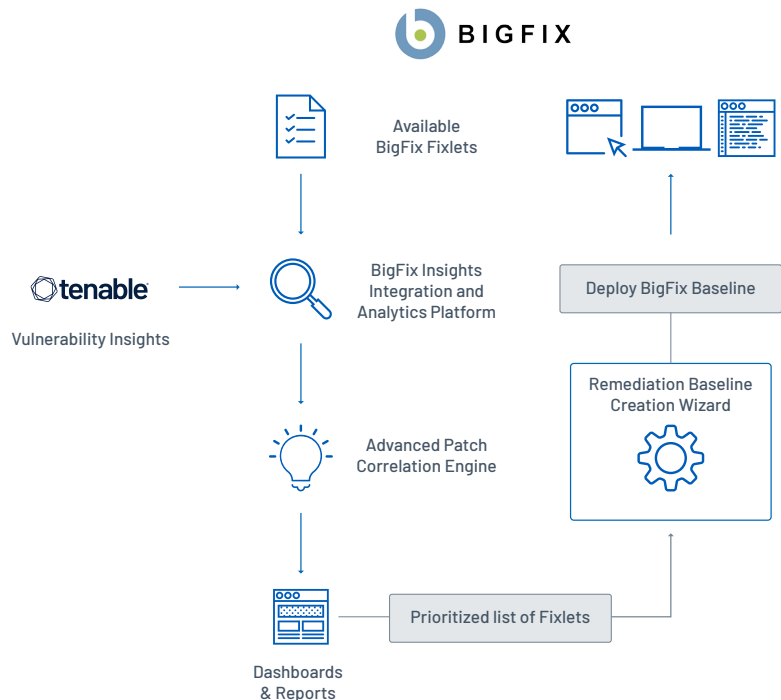 BIGFIX
Available
BigFix Fixlets
tenable
Vulnerability Insights
BigFix Insights
Integration and
Analytics Platform
Deploy BigFix Baseline
Remediation Baseline
Creation Wizard
Advanced Patch
Correlation Engine
Prioritized list of Fixlets
Dashboards
& Reports